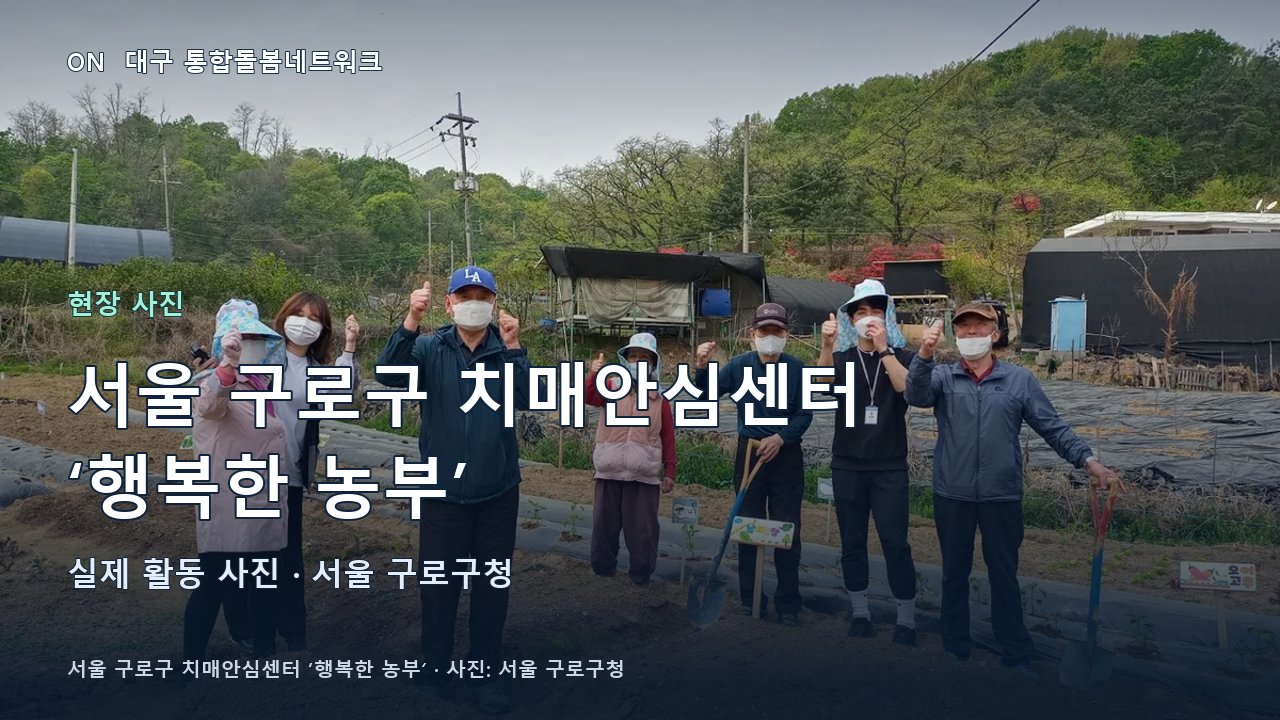 ON 대구 통합돌봄네트워크
LA
현장 사진
서울 구로구 치매안심센터
‘행복한 농부’
실제 활동 사진 · 서울 구로구청
서울 구로구 치매안심센터 ‘행복한 농부’ · 사진: 서울 구로구청